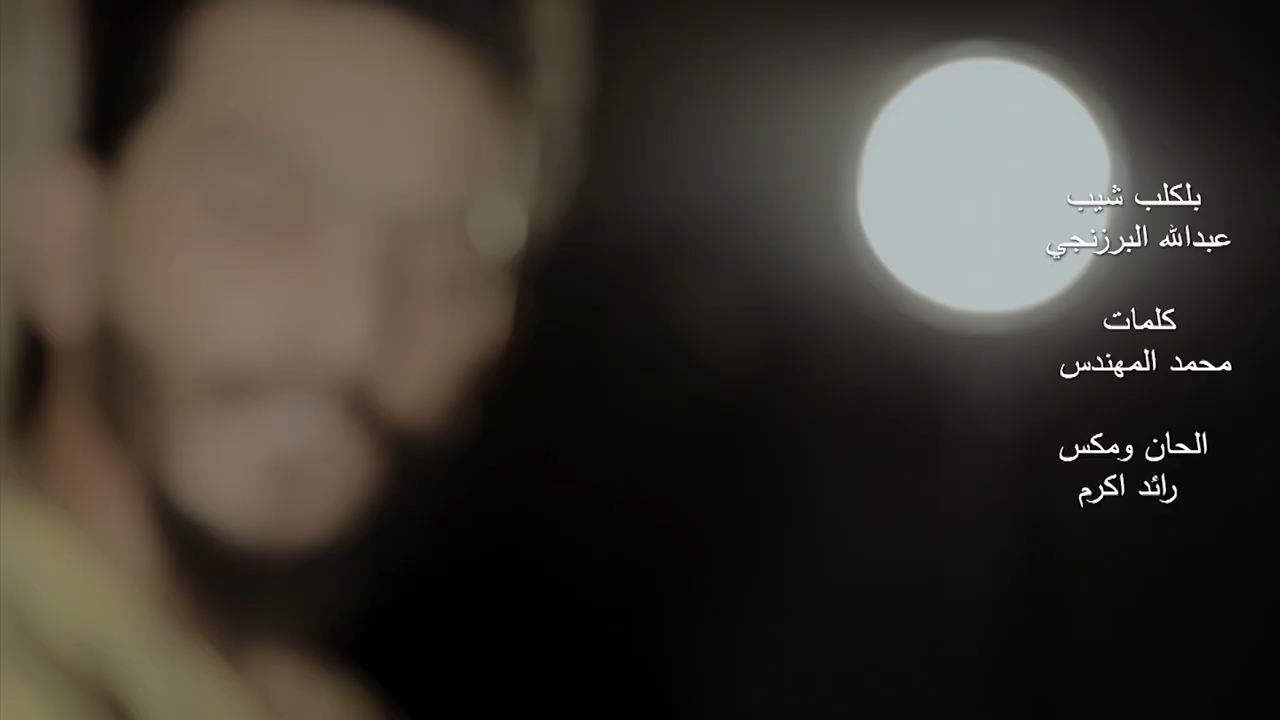 بلكلب شيب
عبدالله البرزنجي
كلمات
محمد المهندس
الحان ومكس
رائد اكرم